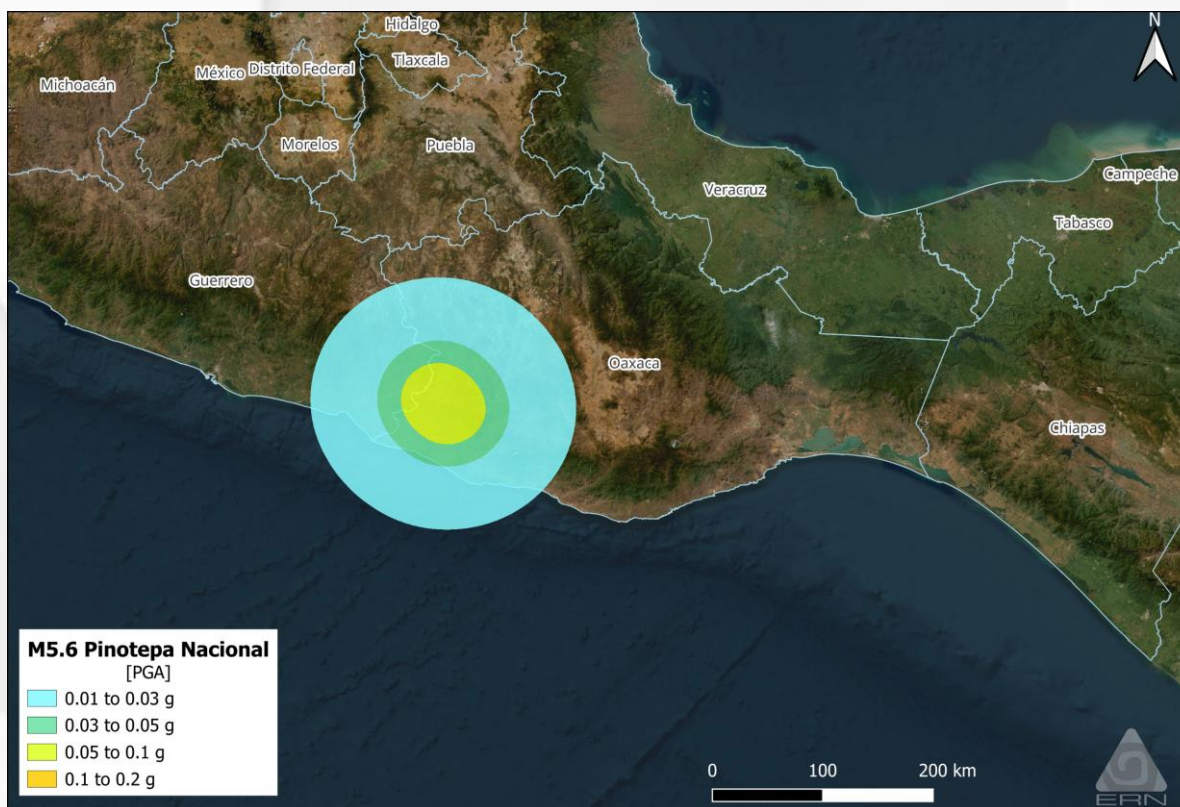 N
Hidalgo
Tlaxcala
México
Distrito Federal
Michoacán
Morelos
Puebla
Veracruz
Campeche
Tabasco
Guerrero
Oaxaca
Chiapas
M5.6 Pinotepa Nacional
[PGA]
0.01 to 0.03 g
0.03 to 0.05 g
0.05 to 0.1 g
0.1 to 0.2 g
0 100 200 km
ERN